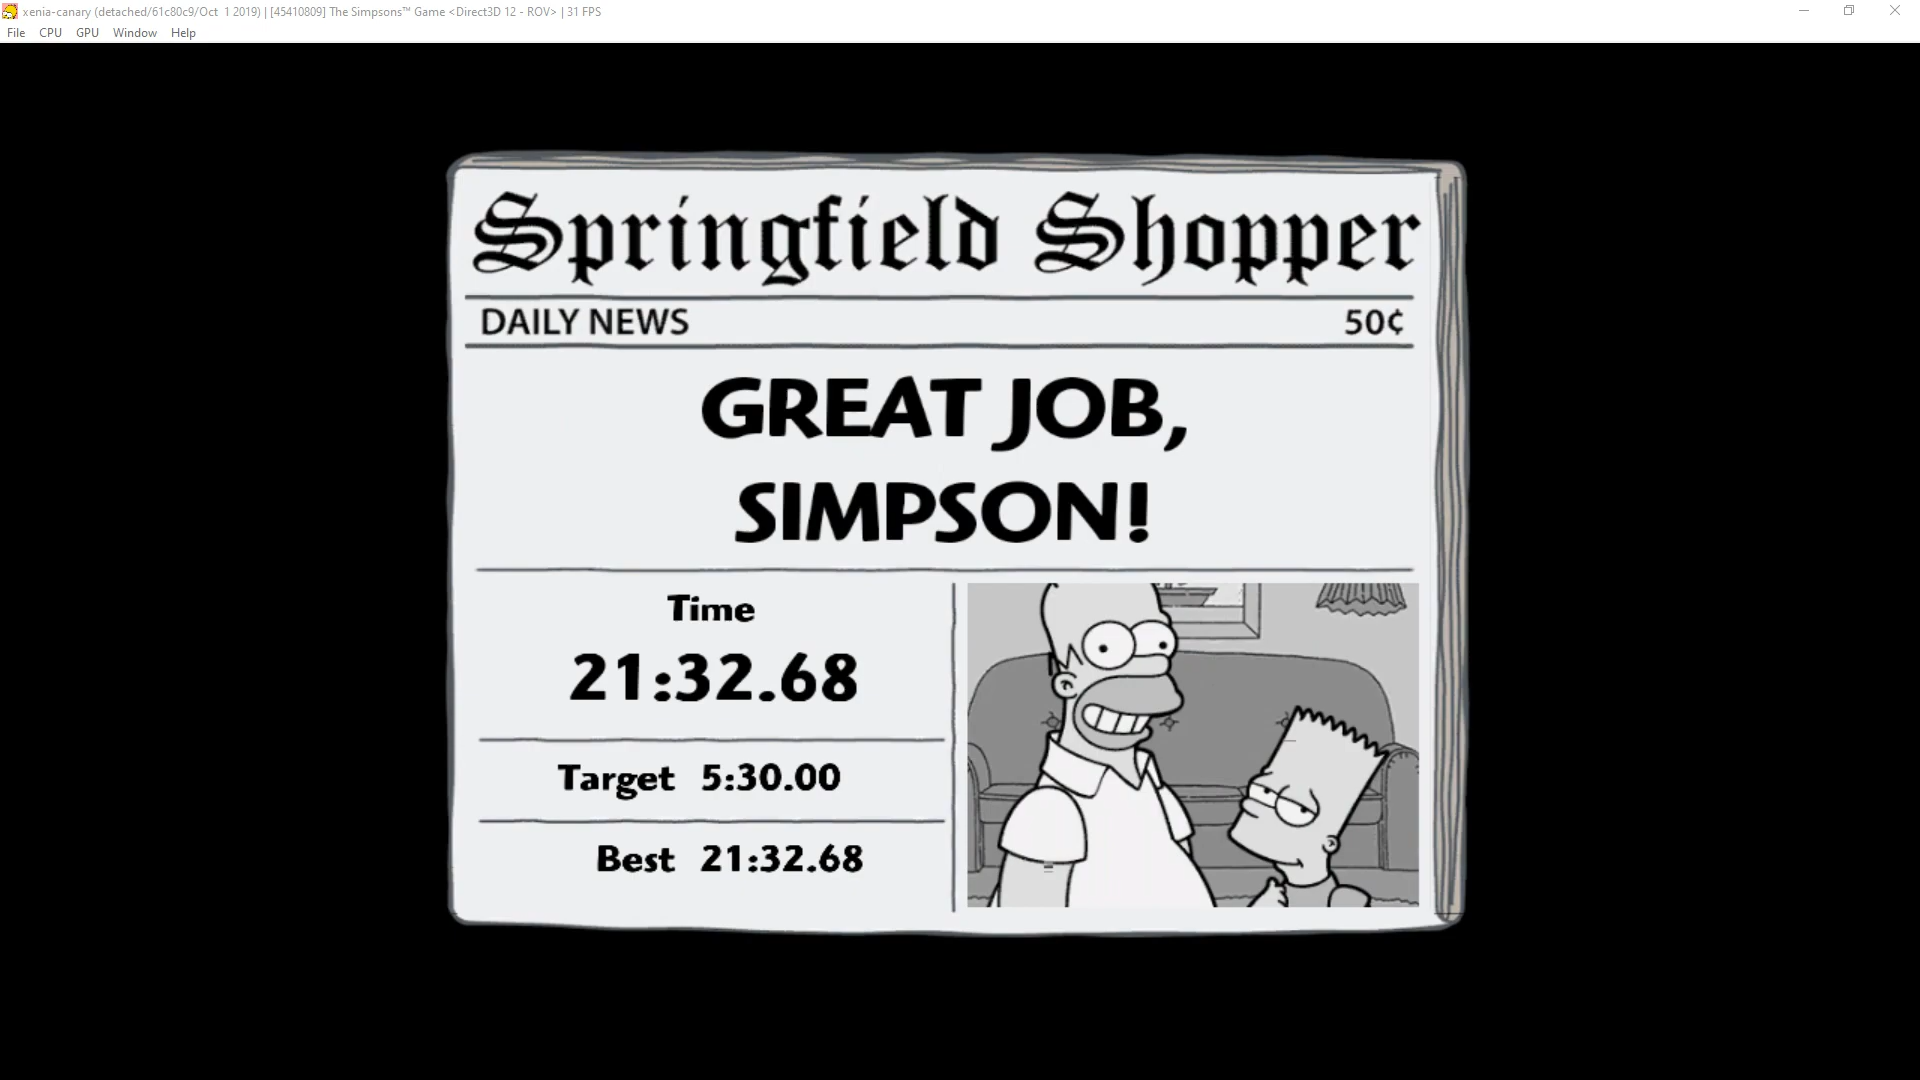 xenia-canary (detached/61c80c9/Oct  1 2019) | [45410809] The Simpsons™ Game <Direct3D 12 - ROV> | 31 FPS
File CPU GPU Window Help
Springfield Shopper
DAILY NEWS 50¢
GREAT JOB,
SIMPSON!
Time
21:32.68
Target 5:30.00
Best 21:32.68